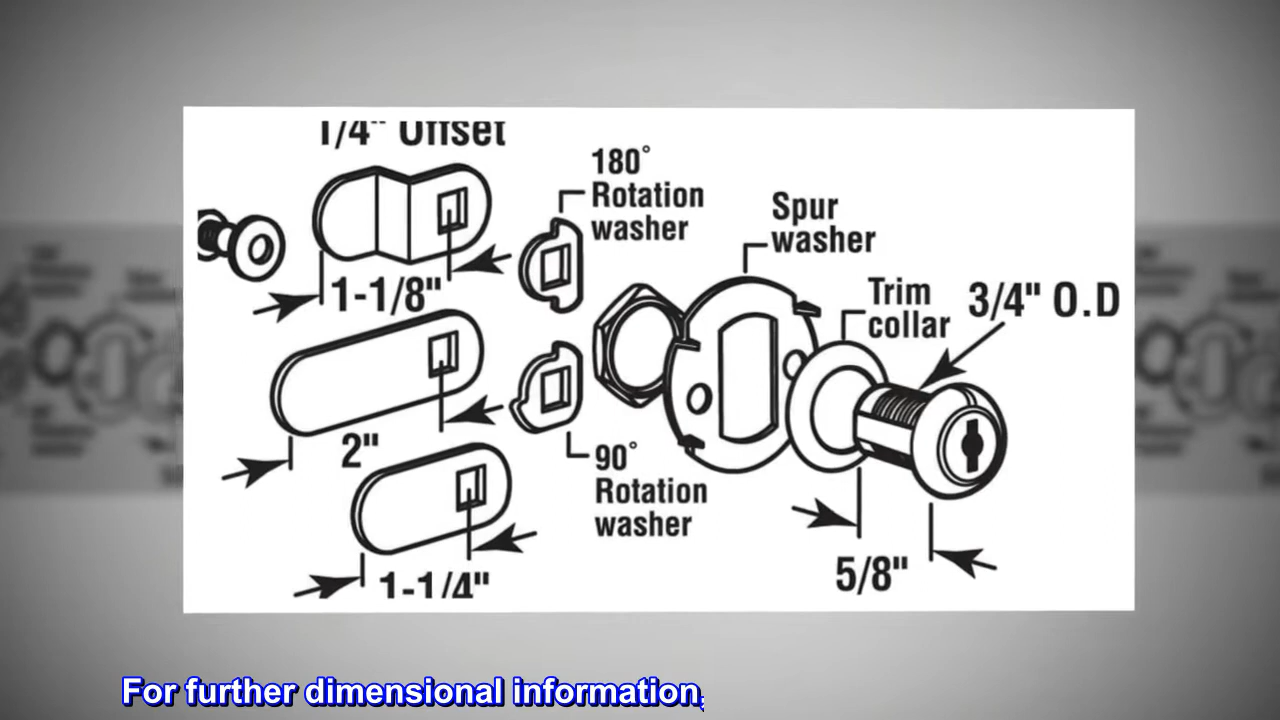 1/4" Offset
180°
Rotation
washer
Spur
washer
Trim
collar
3/4" O.D
1-1/8"
2"
90°
Rotation
washer
5/8"
1-1/4"
For further dimensional information,